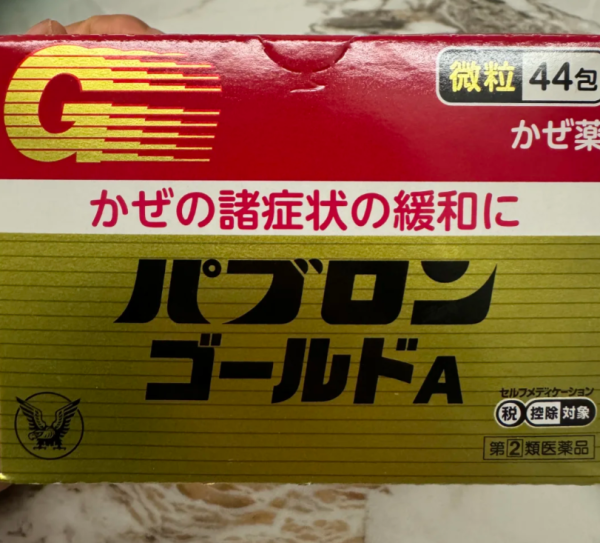 G
微粒 44包
かぜ薬
かぜの諸症状の緩和に
パブロン
ゴールドA
セルフメディケーション
税 控除 対象
第②類医薬品